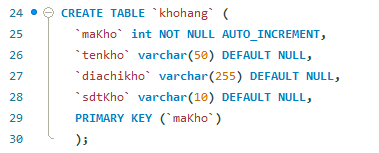 24 CREATE TABLE `khohang` (
25 `maKho` int NOT NULL AUTO_INCREMENT,
26 `tenkho` varchar(50) DEFAULT NULL,
27 `diachikho` varchar(255) DEFAULT NULL,
28 `sdtKho` varchar(10) DEFAULT NULL,
29 PRIMARY KEY (`maKho`)
30 );